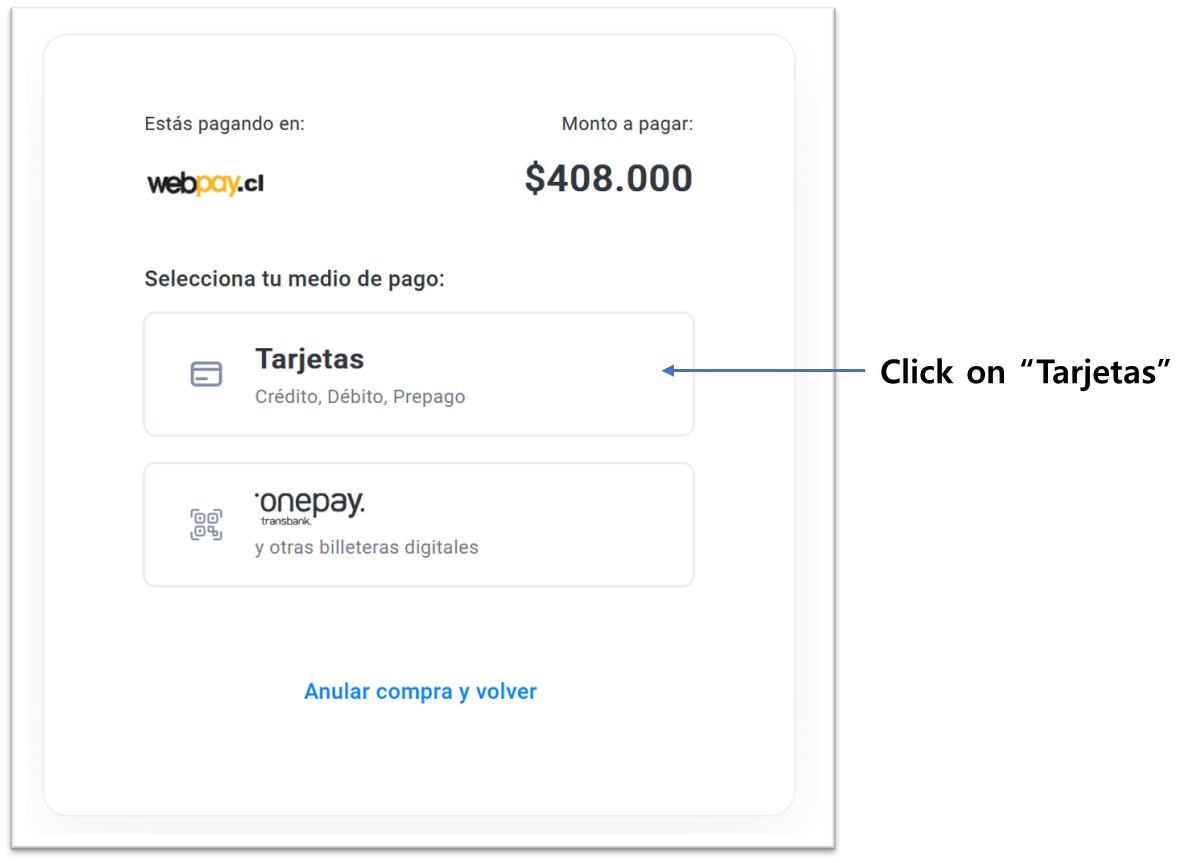 Estás pagando en:
Monto a pagar:
webpay.cl
$408.000
Selecciona tu medio de pago:
Tarjetas
Crédito, Débito, Prepago
Click on “Tarjetas”
onepay.
transbank.
y otras billeteras digitales
Anular compra y volver